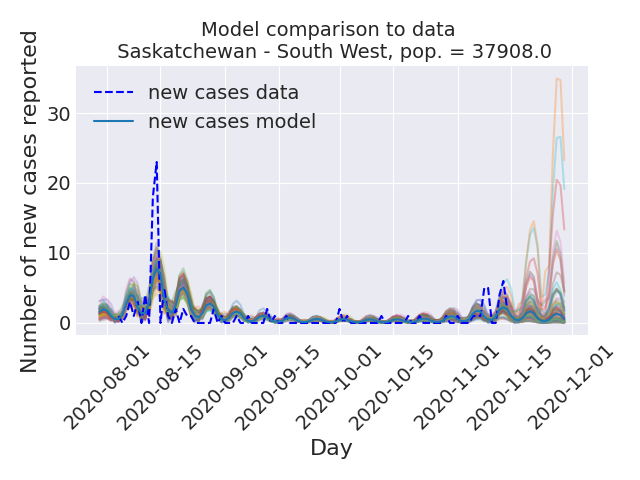 Model comparison to data
Saskatchewan - South West, pop. = 37908.0
Number of new cases reported
new cases data
new cases model
30
20
10
0
2020-08-01
2020-08-15
2020-09-01
2020-09-15
2020-10-01
2020-10-15
2020-11-01
2020-11-15
2020-12-01
Day